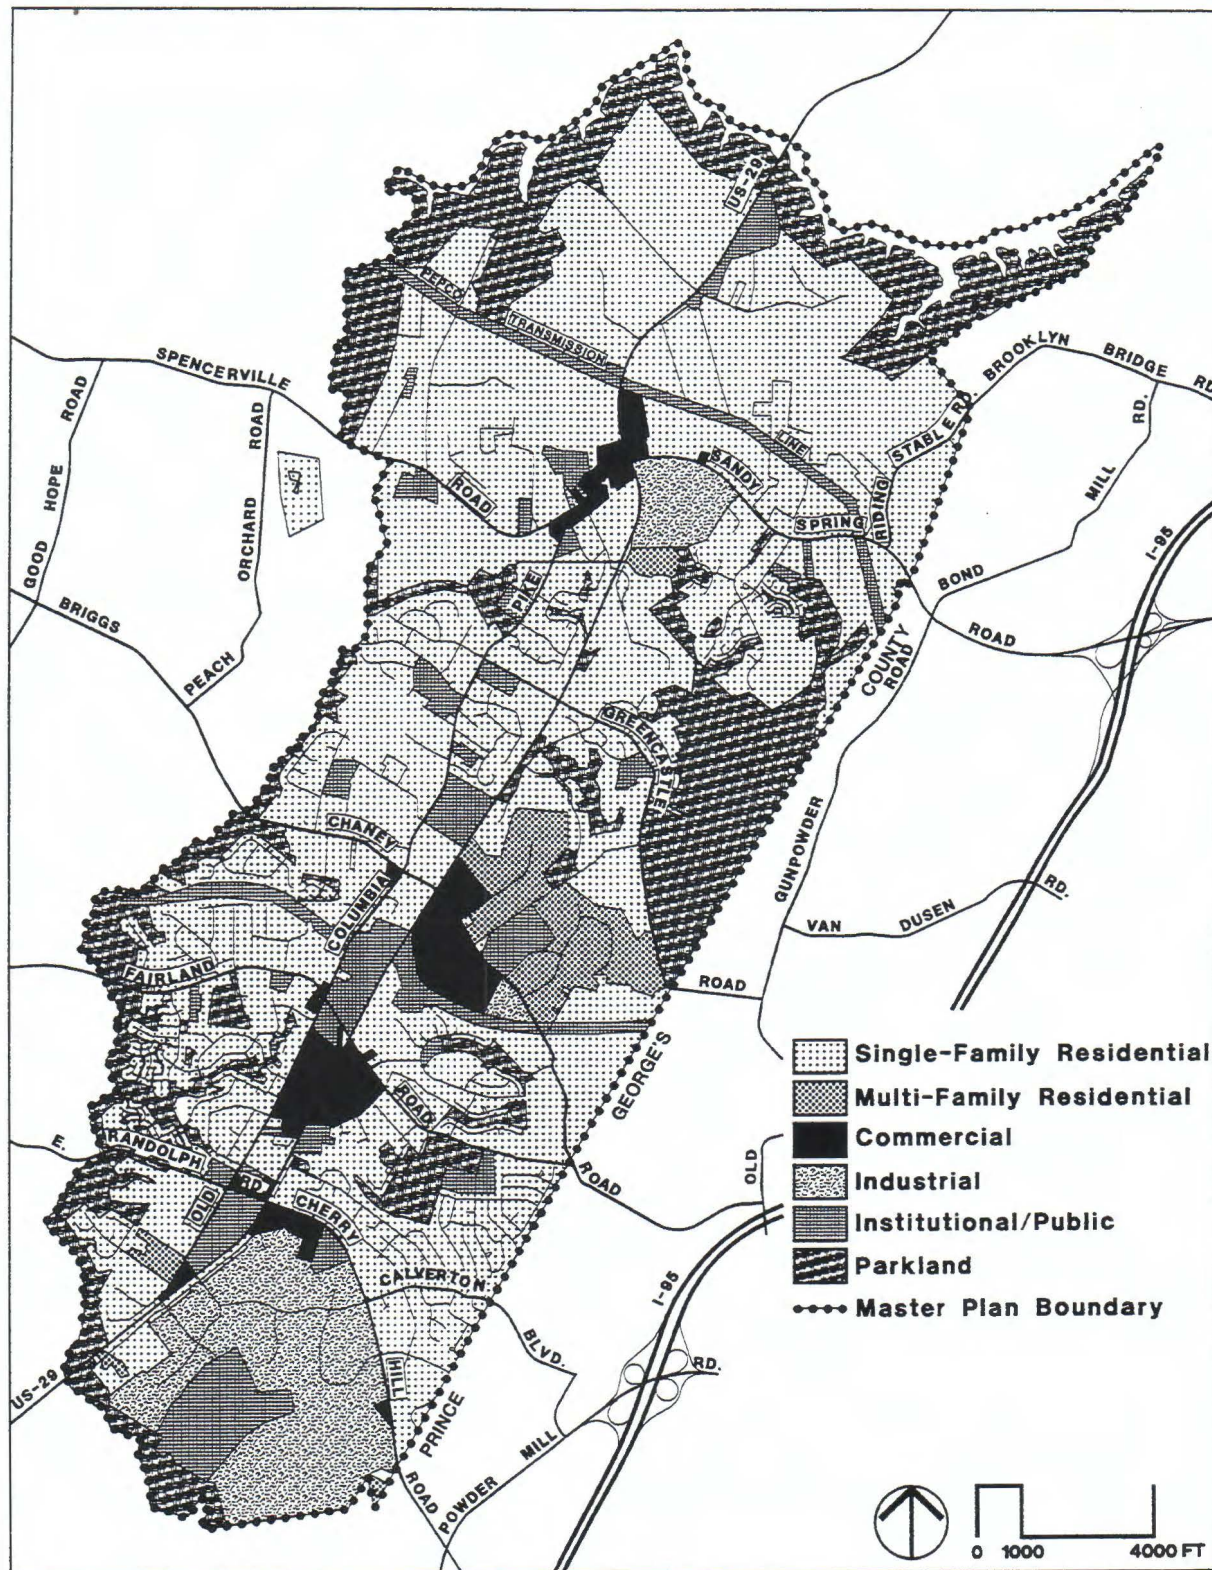 US-29
PEPCO
TRANSMISSION
LINE
SPENCERVILLE
ROAD
GOOD HOPE ROAD
ORCHARD ROAD
PEACH
BRIGGS
BROOKLYN BRIDGE RD.
STABLE RD.
RIDING
MILL RD.
BOND
SANDY
SPRING
ROAD
I-95
PIKE
COUNTY
ROAD
GREENCASTLE
GUNPOWDER
CHANEY
COLUMBIA
VAN DUSEN RD.
FAIRLAND
ROAD
ROAD
GEORGE'S
E. RANDOLPH RD.
OLD
CHERRY
ROAD
OLD
CALVERTON
BLVD.
I-95
RD.
HILL
US-29
PRINCE
MILL
POWDER
ROAD
Single-Family Residential
Multi-Family Residential
Commercial
Industrial
Institutional/Public
Parkland
Master Plan Boundary
0 1000 4000 FT